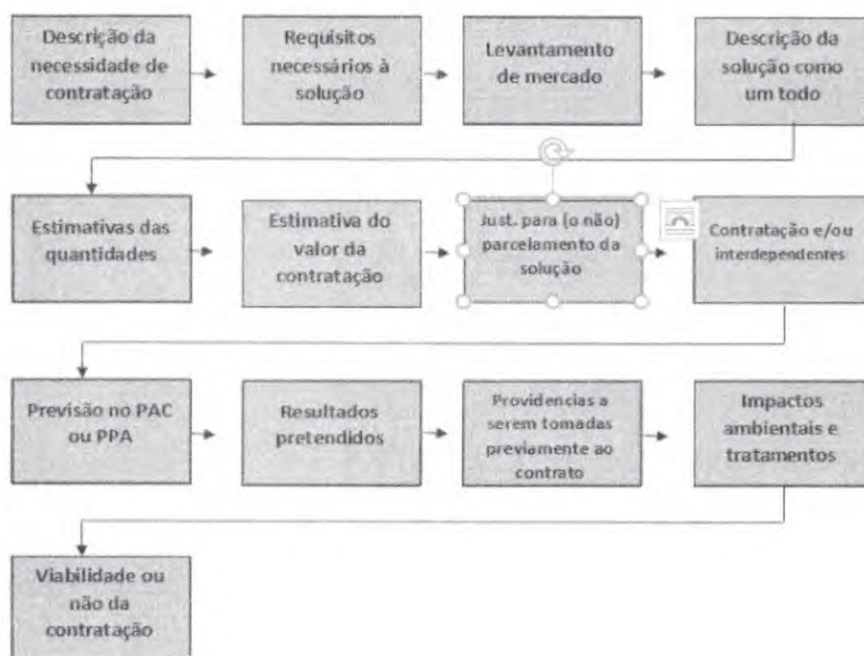 Descrição da
necessidade de
contratação
Requisitos
necessários à
solução
Levantamento
de mercado
Descrição da
solução como
um todo
Estimativas das
quantidades
Estimativa do
valor da
contratação
Just. para (o não)
parcelamento da
solução
Contratação e/ou
interdependentes
Previsão no PAC
ou PPA
Resultados
pretendidos
Providencias a
serem tomadas
previamente ao
contrato
Impactos
ambientais e
tratamentos
Viabilidade ou
não da
contratação